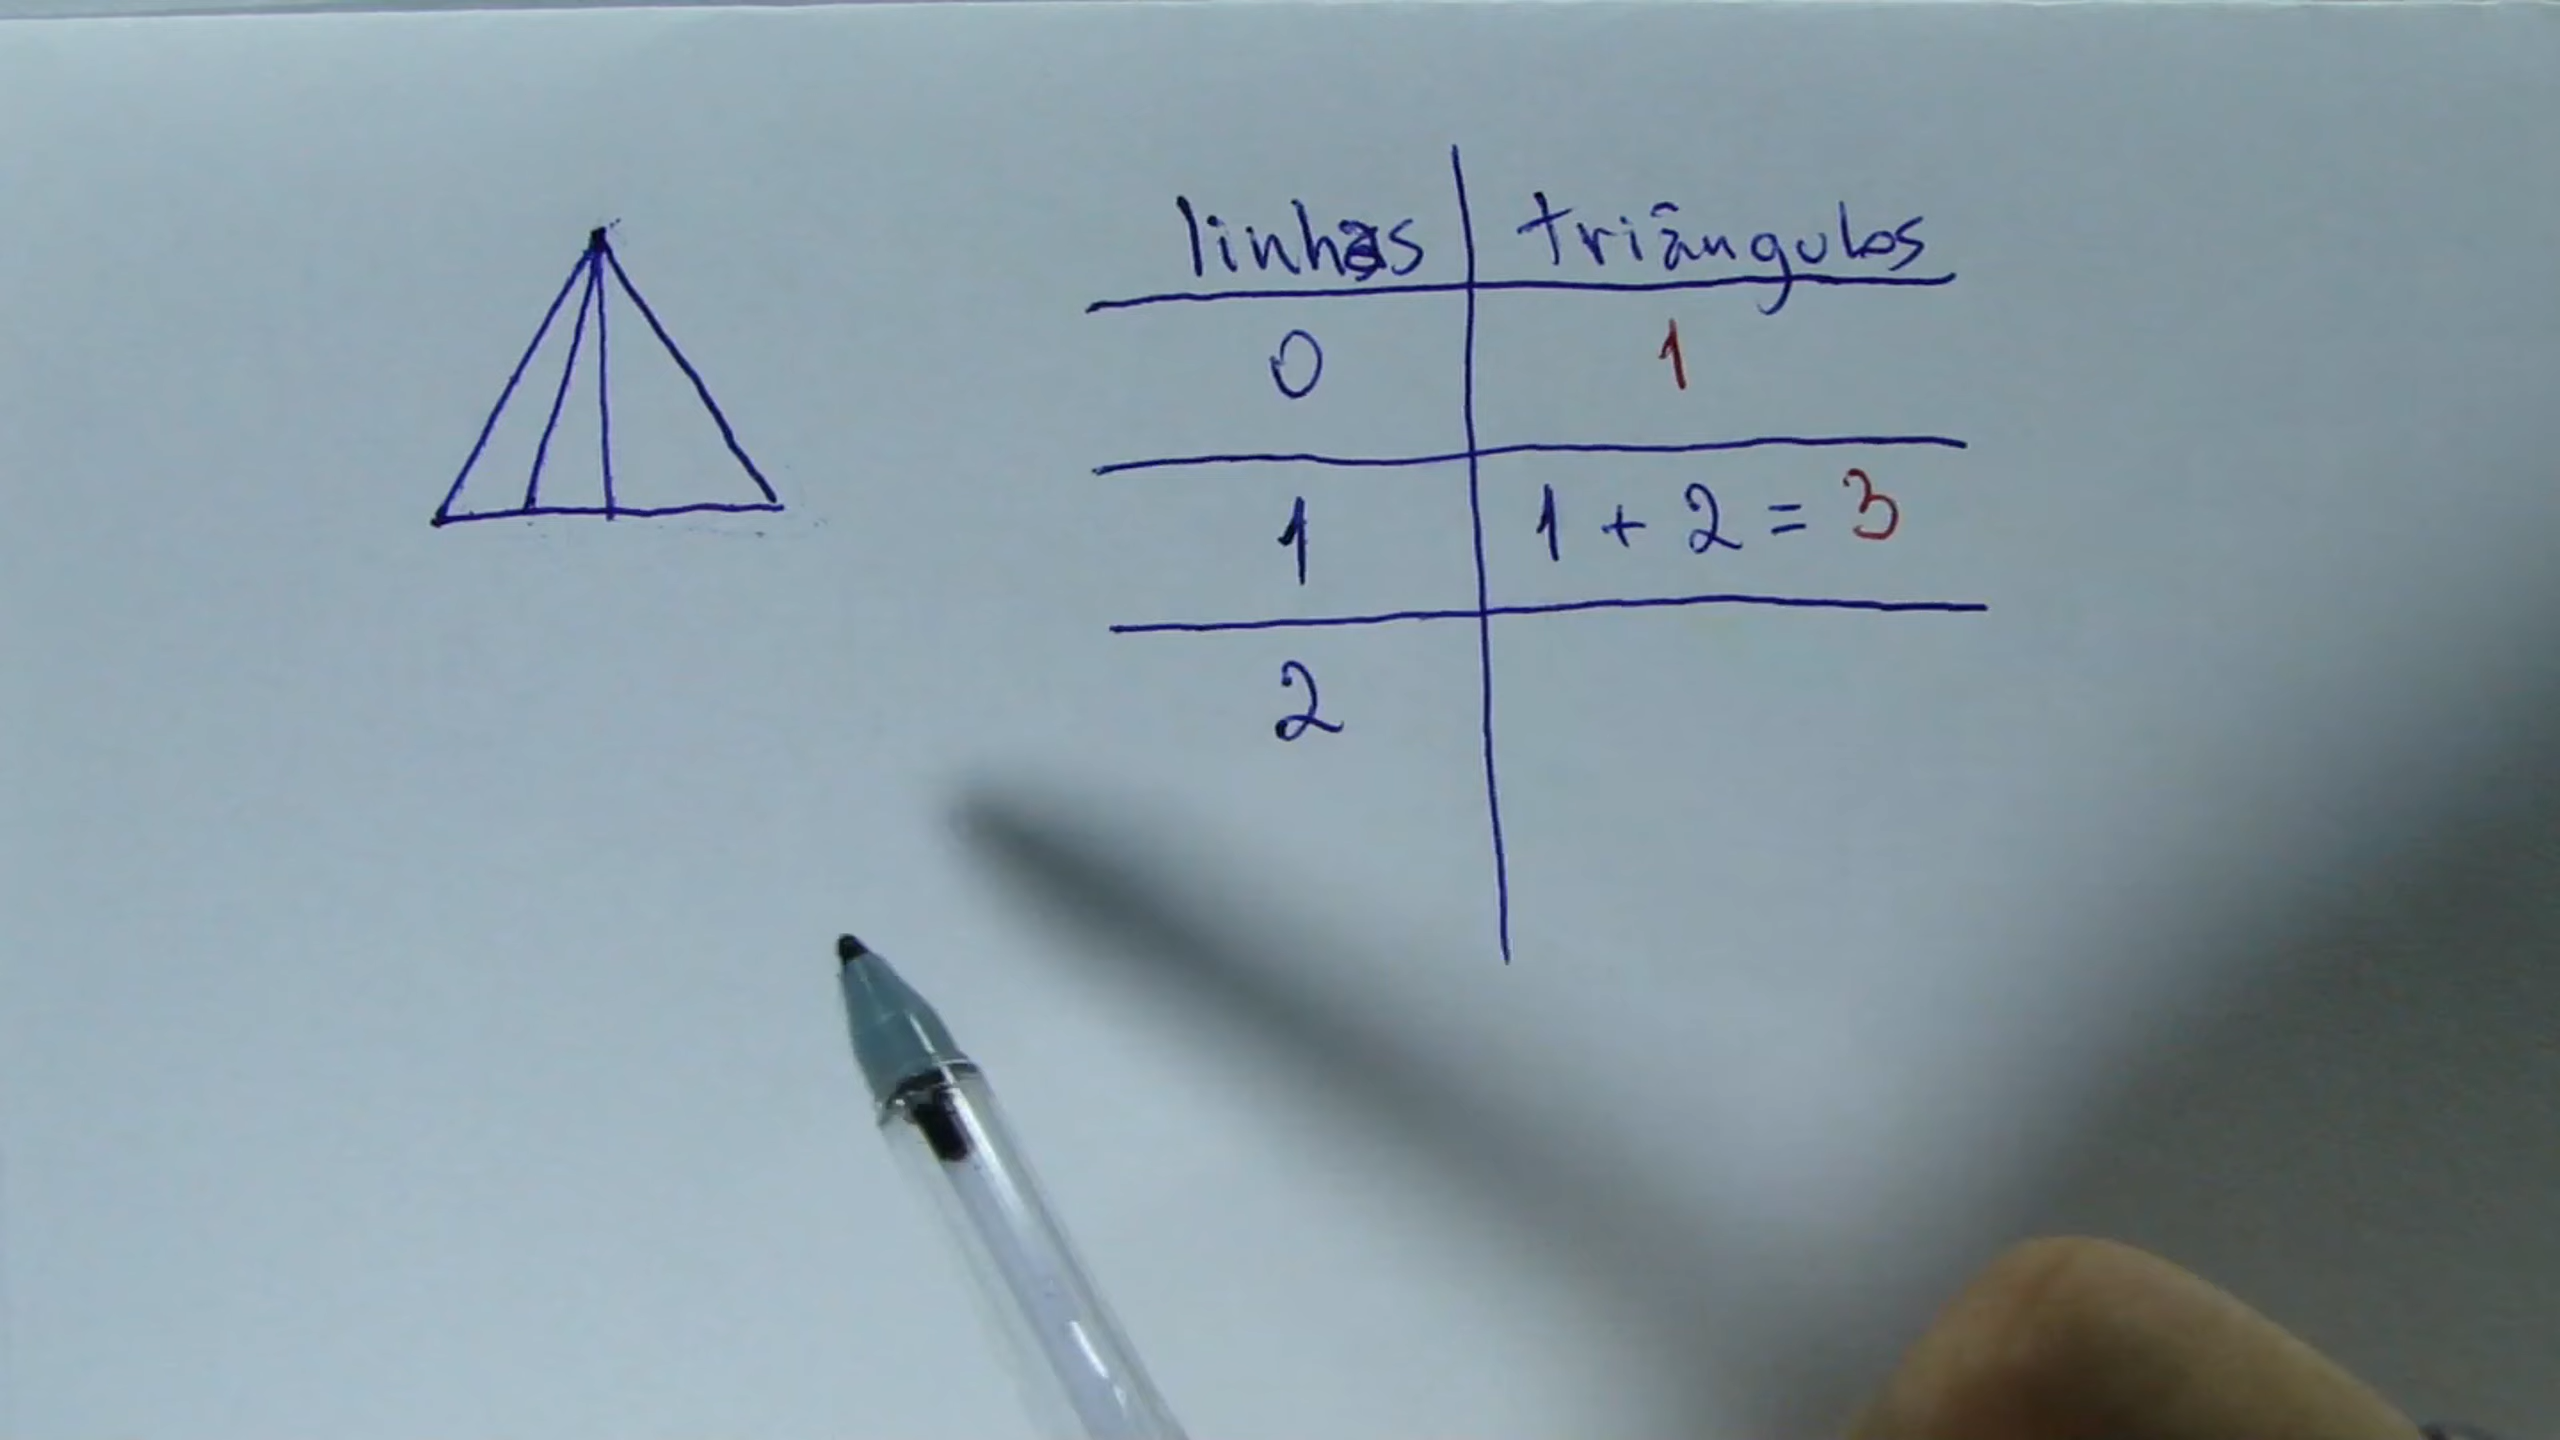 linhas triângulos
0 1
1 1 + 2 = 3
2